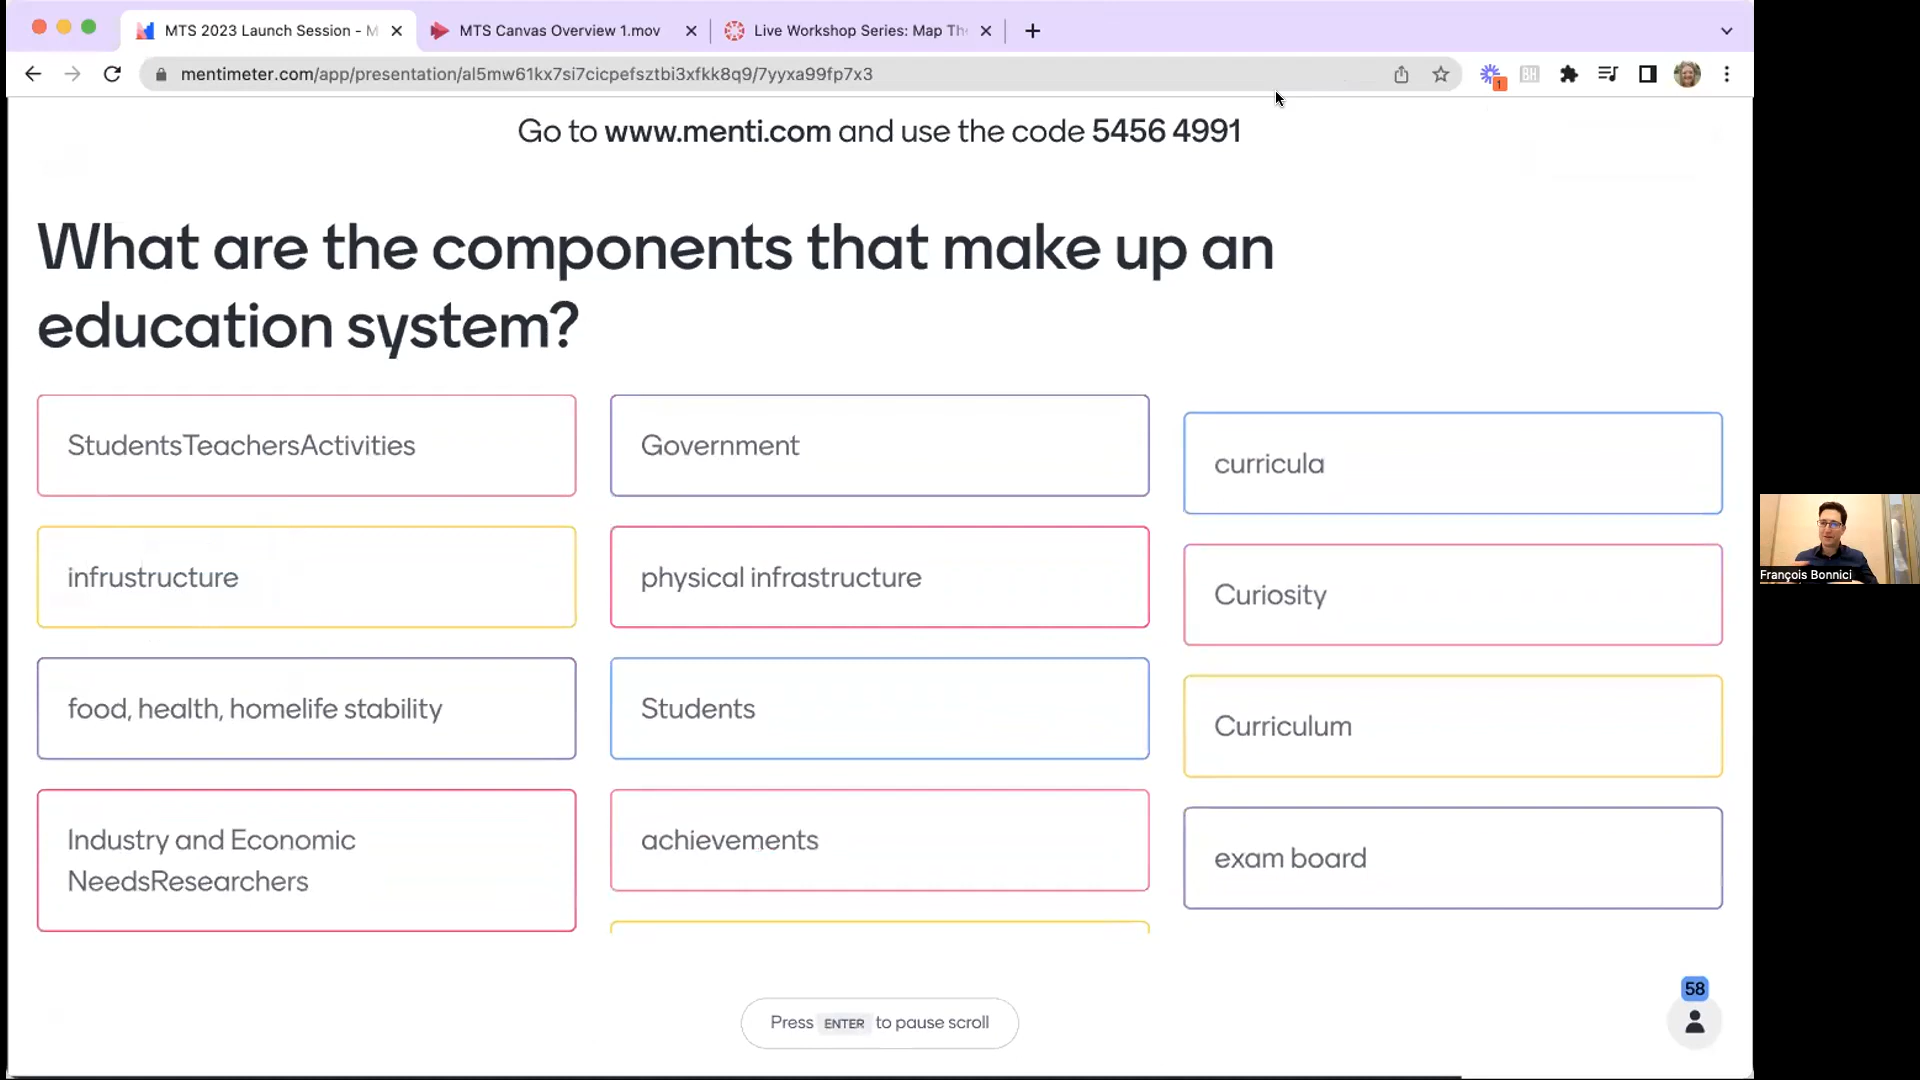 MTS 2023 Launch Session - M
MTS Canvas Overview 1.mov
Live Workshop Series: Map Th
mentimeter.com/app/presentation/al5mw61kx7si7cicpefsztbi3xfkk8q9/7yyxa99fp7x3
1
BH
Go to www.menti.com and use the code 5456 4991
What are the components that make up an
education system?
StudentsTeachersActivities
Government
curricula
infrustructure
physical infrastructure
Curiosity
food, health, homelife stability
Students
Curriculum
Industry and Economic
NeedsResearchers
achievements
exam board
Press ENTER to pause scroll
58
François Bonnici